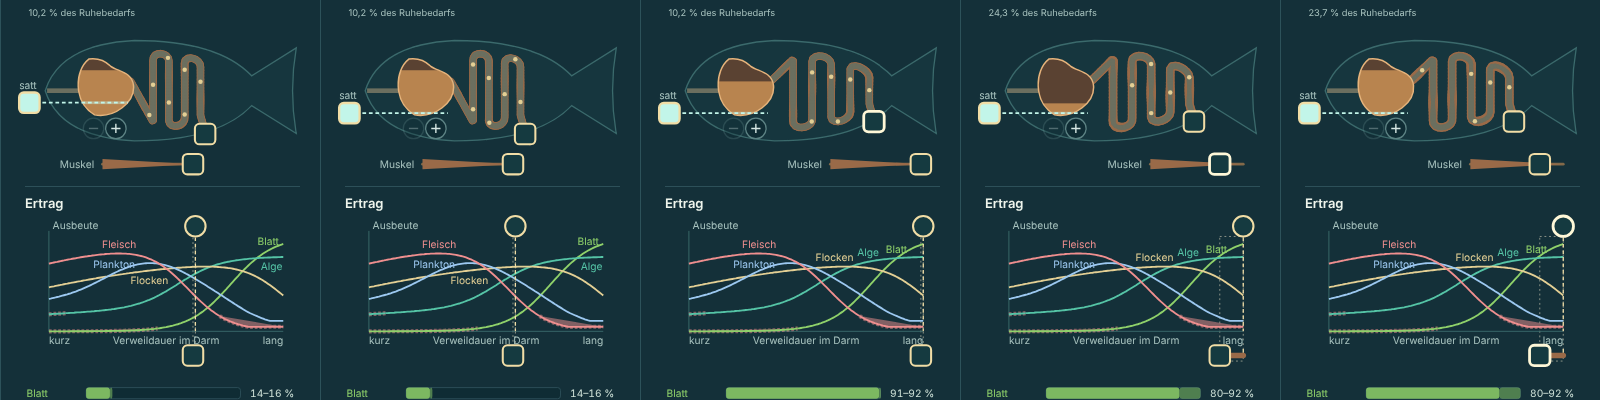 10,2 % des Ruhebedarfs
satt
− +
Muskel
Ertrag
Ausbeute
Fleisch
Blatt
Plankton
Alge
Flocken
kurz Verweildauer im Darm lang
Blatt 14–16 %
10,2 % des Ruhebedarfs
satt
− +
Muskel
Ertrag
Ausbeute
Fleisch
Blatt
Plankton
Alge
Flocken
kurz Verweildauer im Darm lang
Blatt 14–16 %
10,2 % des Ruhebedarfs
satt
− +
Muskel
Ertrag
Ausbeute
Fleisch
Blatt
Alge
Flocken
Plankton
kurz Verweildauer im Darm lang
Blatt 91–92 %
24,3 % des Ruhebedarfs
satt
− +
Muskel
Ertrag
Ausbeute
Fleisch
Blatt
Alge
Flocken
Plankton
kurz Verweildauer im Darm lang
Blatt 80–92 %
23,7 % des Ruhebedarfs
satt
− +
Muskel
Ertrag
Ausbeute
Fleisch
Blatt
Alge
Flocken
Plankton
kurz Verweildauer im Darm lang
Blatt 80–92 %